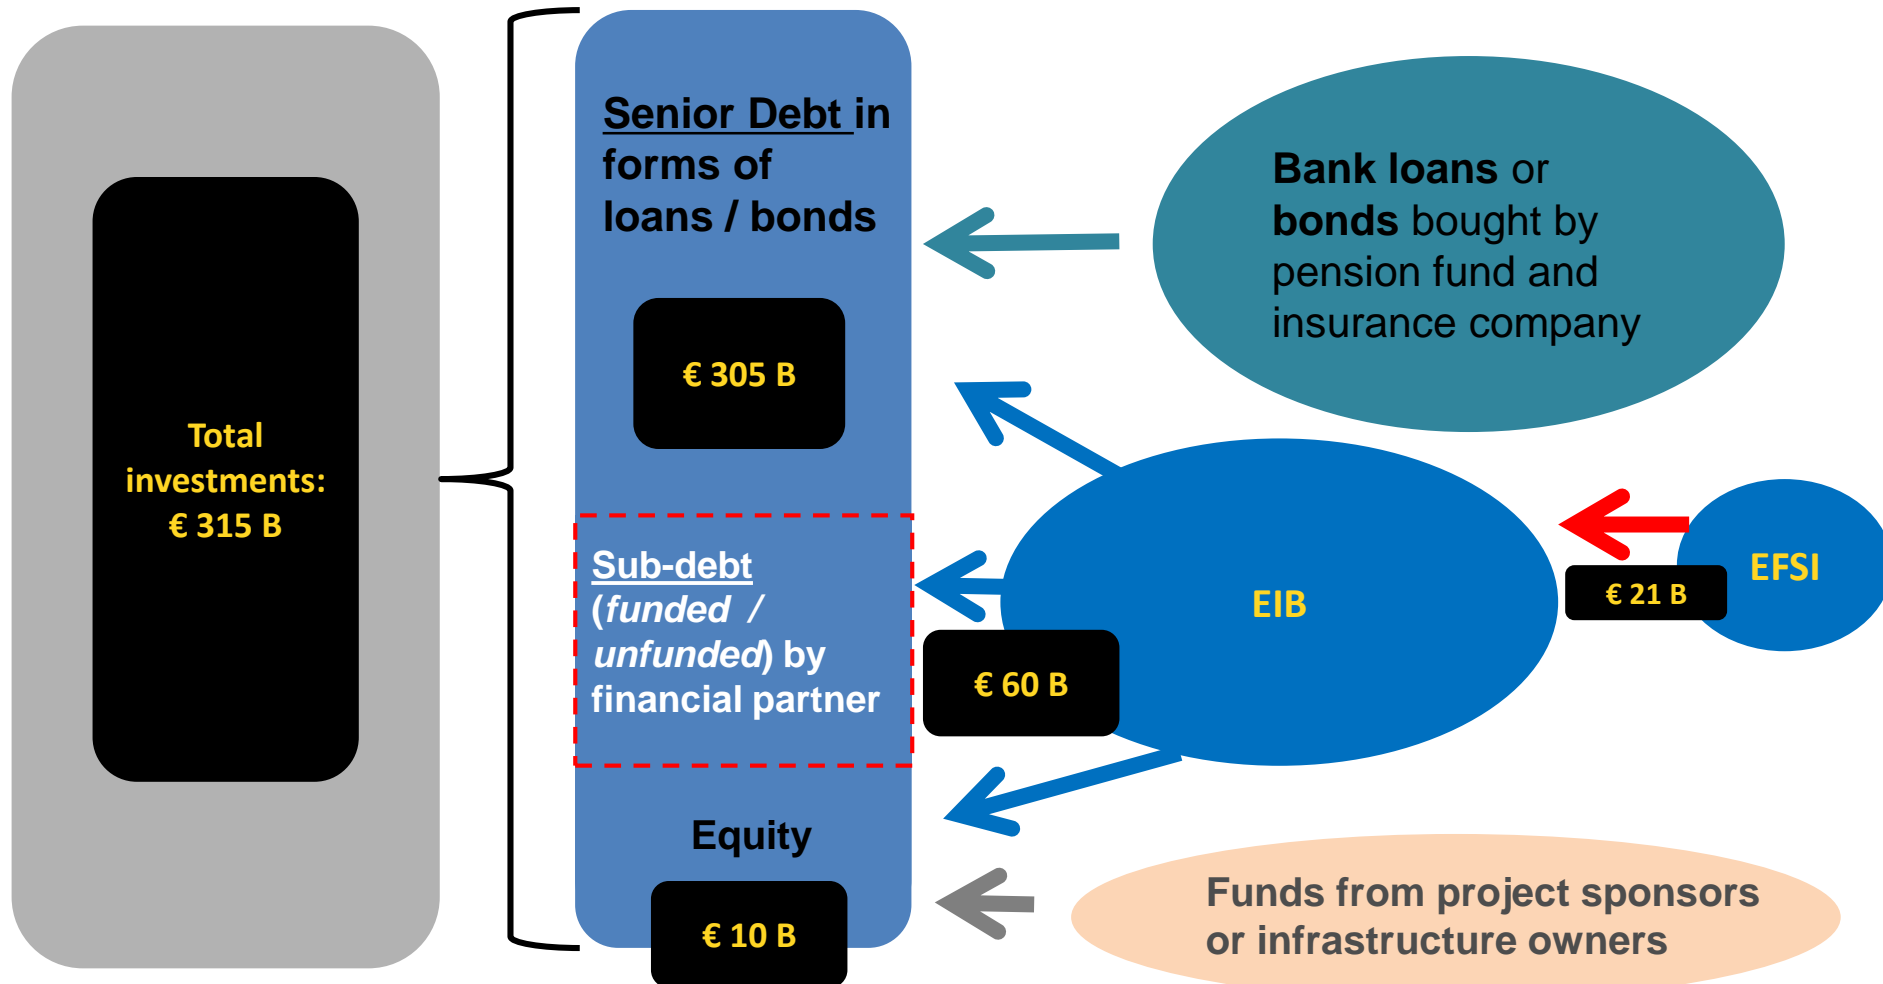 Total
investments:
€ 315 B
Senior Debt in
forms of
loans / bonds
€ 305 B
Sub-debt
(funded /
unfunded) by
financial partner
Equity
€ 10 B
Bank loans or
bonds bought by
pension fund and
insurance company
EIB
€ 60 B
€ 21 B
EFSI
Funds from project sponsors
or infrastructure owners